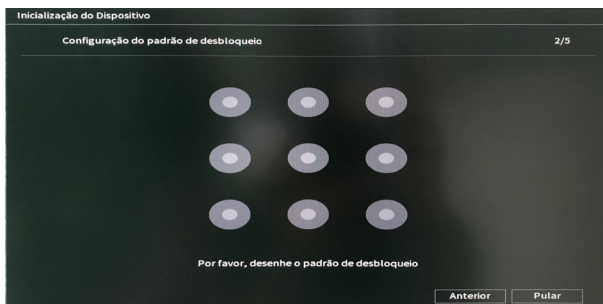 Inicialização do Dispositivo
Configuração do padrão de desbloqueio 2/5
Por favor, desenhe o padrão de desbloqueio
Anterior Pular